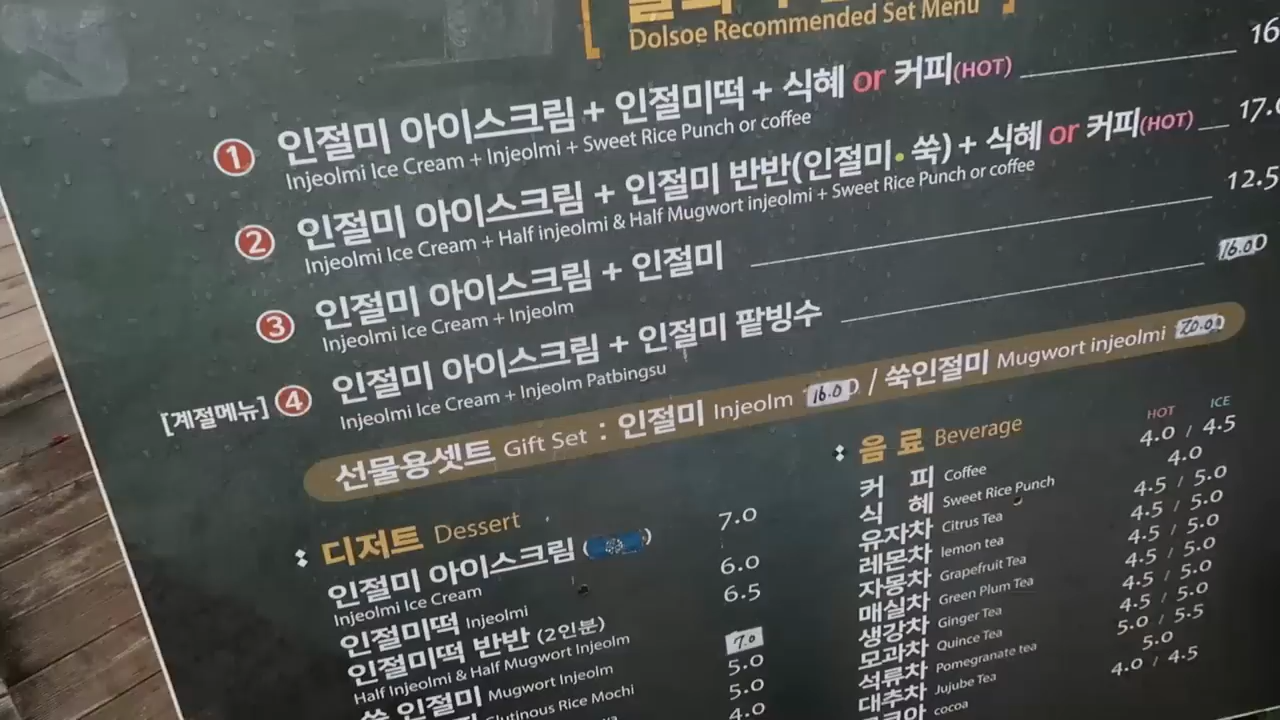 Dolsoe Recommended Set Menu
1 인절미 아이스크림 + 인절미떡 + 식혜 or 커피(HOT) 16
Injeolmi Ice Cream + Injeolmi + Sweet Rice Punch or coffee
2 인절미 아이스크림 + 인절미 반반(인절미·쑥) + 식혜 or 커피(HOT) 17.0
Injeolmi Ice Cream + Half injeolmi & Half Mugwort injeolmi + Sweet Rice Punch or coffee
3 인절미 아이스크림 + 인절미 12.5
Injeolmi Ice Cream + Injeolm
[계절메뉴] 4 인절미 아이스크림 + 인절미 팥빙수 16.00
Injeolmi Ice Cream + Injeolm Patbingsu
선물용셋트 Gift Set : 인절미 Injeolm 16.0 / 쑥인절미 Mugwort injeolmi 20.00
디저트 Dessert
인절미 아이스크림 7.0
Injeolmi Ice Cream
인절미떡 Injeolmi 6.0
인절미떡 반반 (2인분) 6.5
Half Injeolmi & Half Mugwort Injeolm
쑥 인절미 Mugwort Injeolm 7.0
Glutinous Rice Mochi 5.0
5.0
4.0
음료 Beverage HOT ICE
커피 Coffee 4.0 / 4.5
식혜 Sweet Rice Punch 4.0
유자차 Citrus Tea 4.5 / 5.0
레몬차 lemon tea 4.5 / 5.0
자몽차 Grapefruit Tea 4.5 / 5.0
매실차 Green Plum Tea 4.5 / 5.0
생강차 Ginger Tea 4.5 / 5.0
모과차 Quince Tea 4.5 / 5.0
석류차 Pomegranate tea 5.0 / 5.5
대추차 Jujube Tea 5.0
코코아 cocoa 4.0 / 4.5